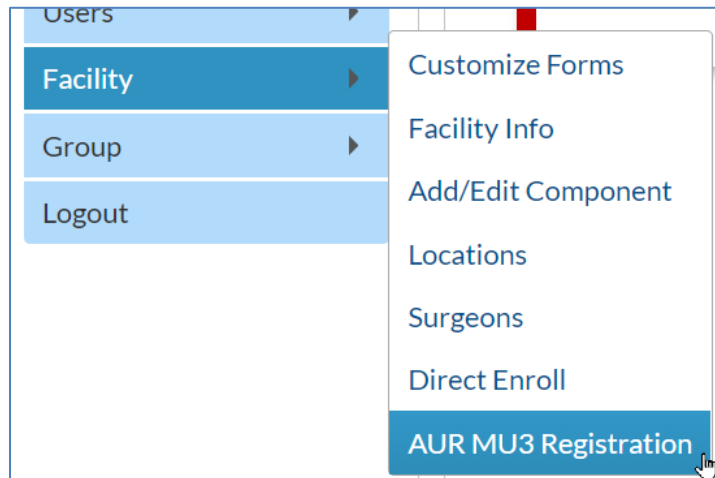 Users
Facility
Group
Logout
Customize Forms
Facility Info
Add/Edit Component
Locations
Surgeons
Direct Enroll
AUR MU3 Registration